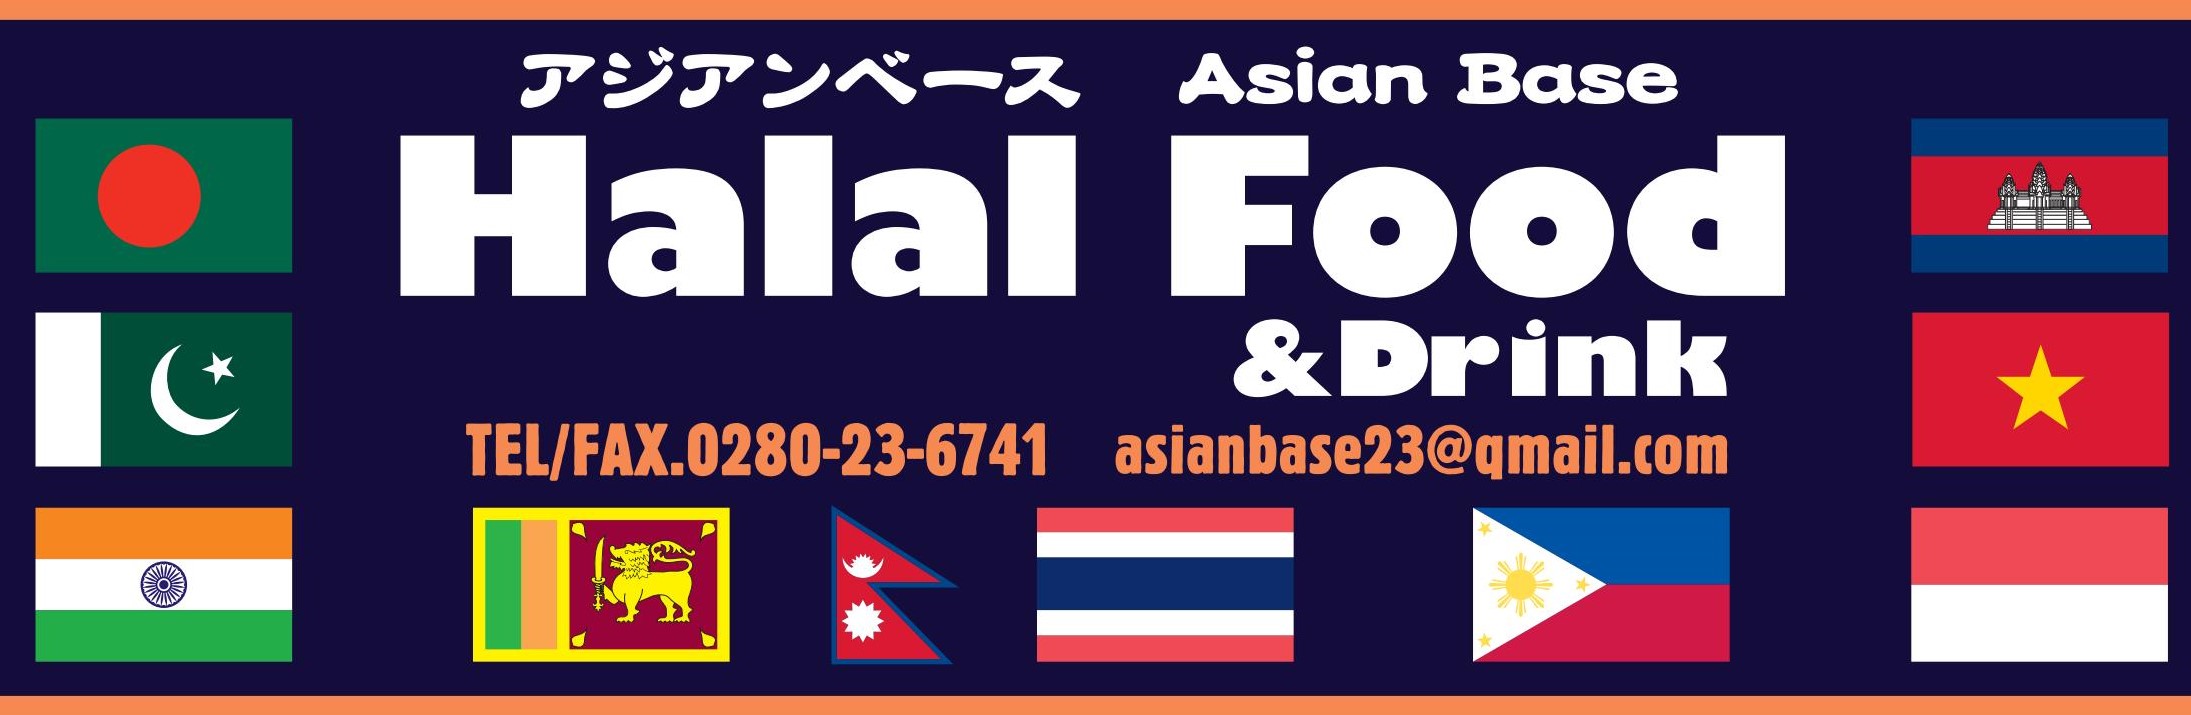 アジアンベース Asian Base
Halal Food
&Drink
TEL/FAX.0280-23-6741 asianbase23@qmail.com